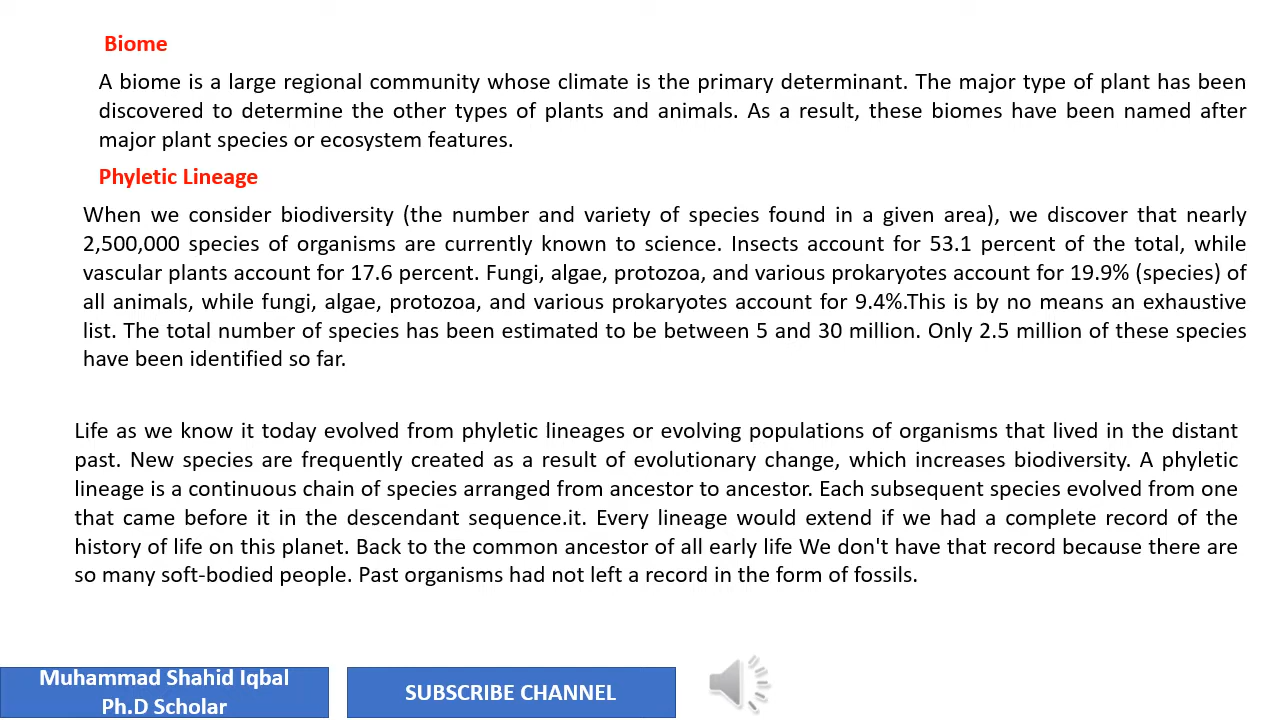 Biome
A biome is a large regional community whose climate is the primary determinant. The major type of plant has been
discovered to determine the other types of plants and animals. As a result, these biomes have been named after
major plant species or ecosystem features.
Phyletic Lineage
When we consider biodiversity (the number and variety of species found in a given area), we discover that nearly
2,500,000 species of organisms are currently known to science. Insects account for 53.1 percent of the total, while
vascular plants account for 17.6 percent. Fungi, algae, protozoa, and various prokaryotes account for 19.9% (species) of
all animals, while fungi, algae, protozoa, and various prokaryotes account for 9.4%.This is by no means an exhaustive
list. The total number of species has been estimated to be between 5 and 30 million. Only 2.5 million of these species
have been identified so far.
Life as we know it today evolved from phyletic lineages or evolving populations of organisms that lived in the distant
past. New species are frequently created as a result of evolutionary change, which increases biodiversity. A phyletic
lineage is a continuous chain of species arranged from ancestor to ancestor. Each subsequent species evolved from one
that came before it in the descendant sequence.it. Every lineage would extend if we had a complete record of the
history of life on this planet. Back to the common ancestor of all early life We don't have that record because there are
so many soft-bodied people. Past organisms had not left a record in the form of fossils.
Muhammad Shahid Iqbal
Ph.D Scholar
SUBSCRIBE CHANNEL